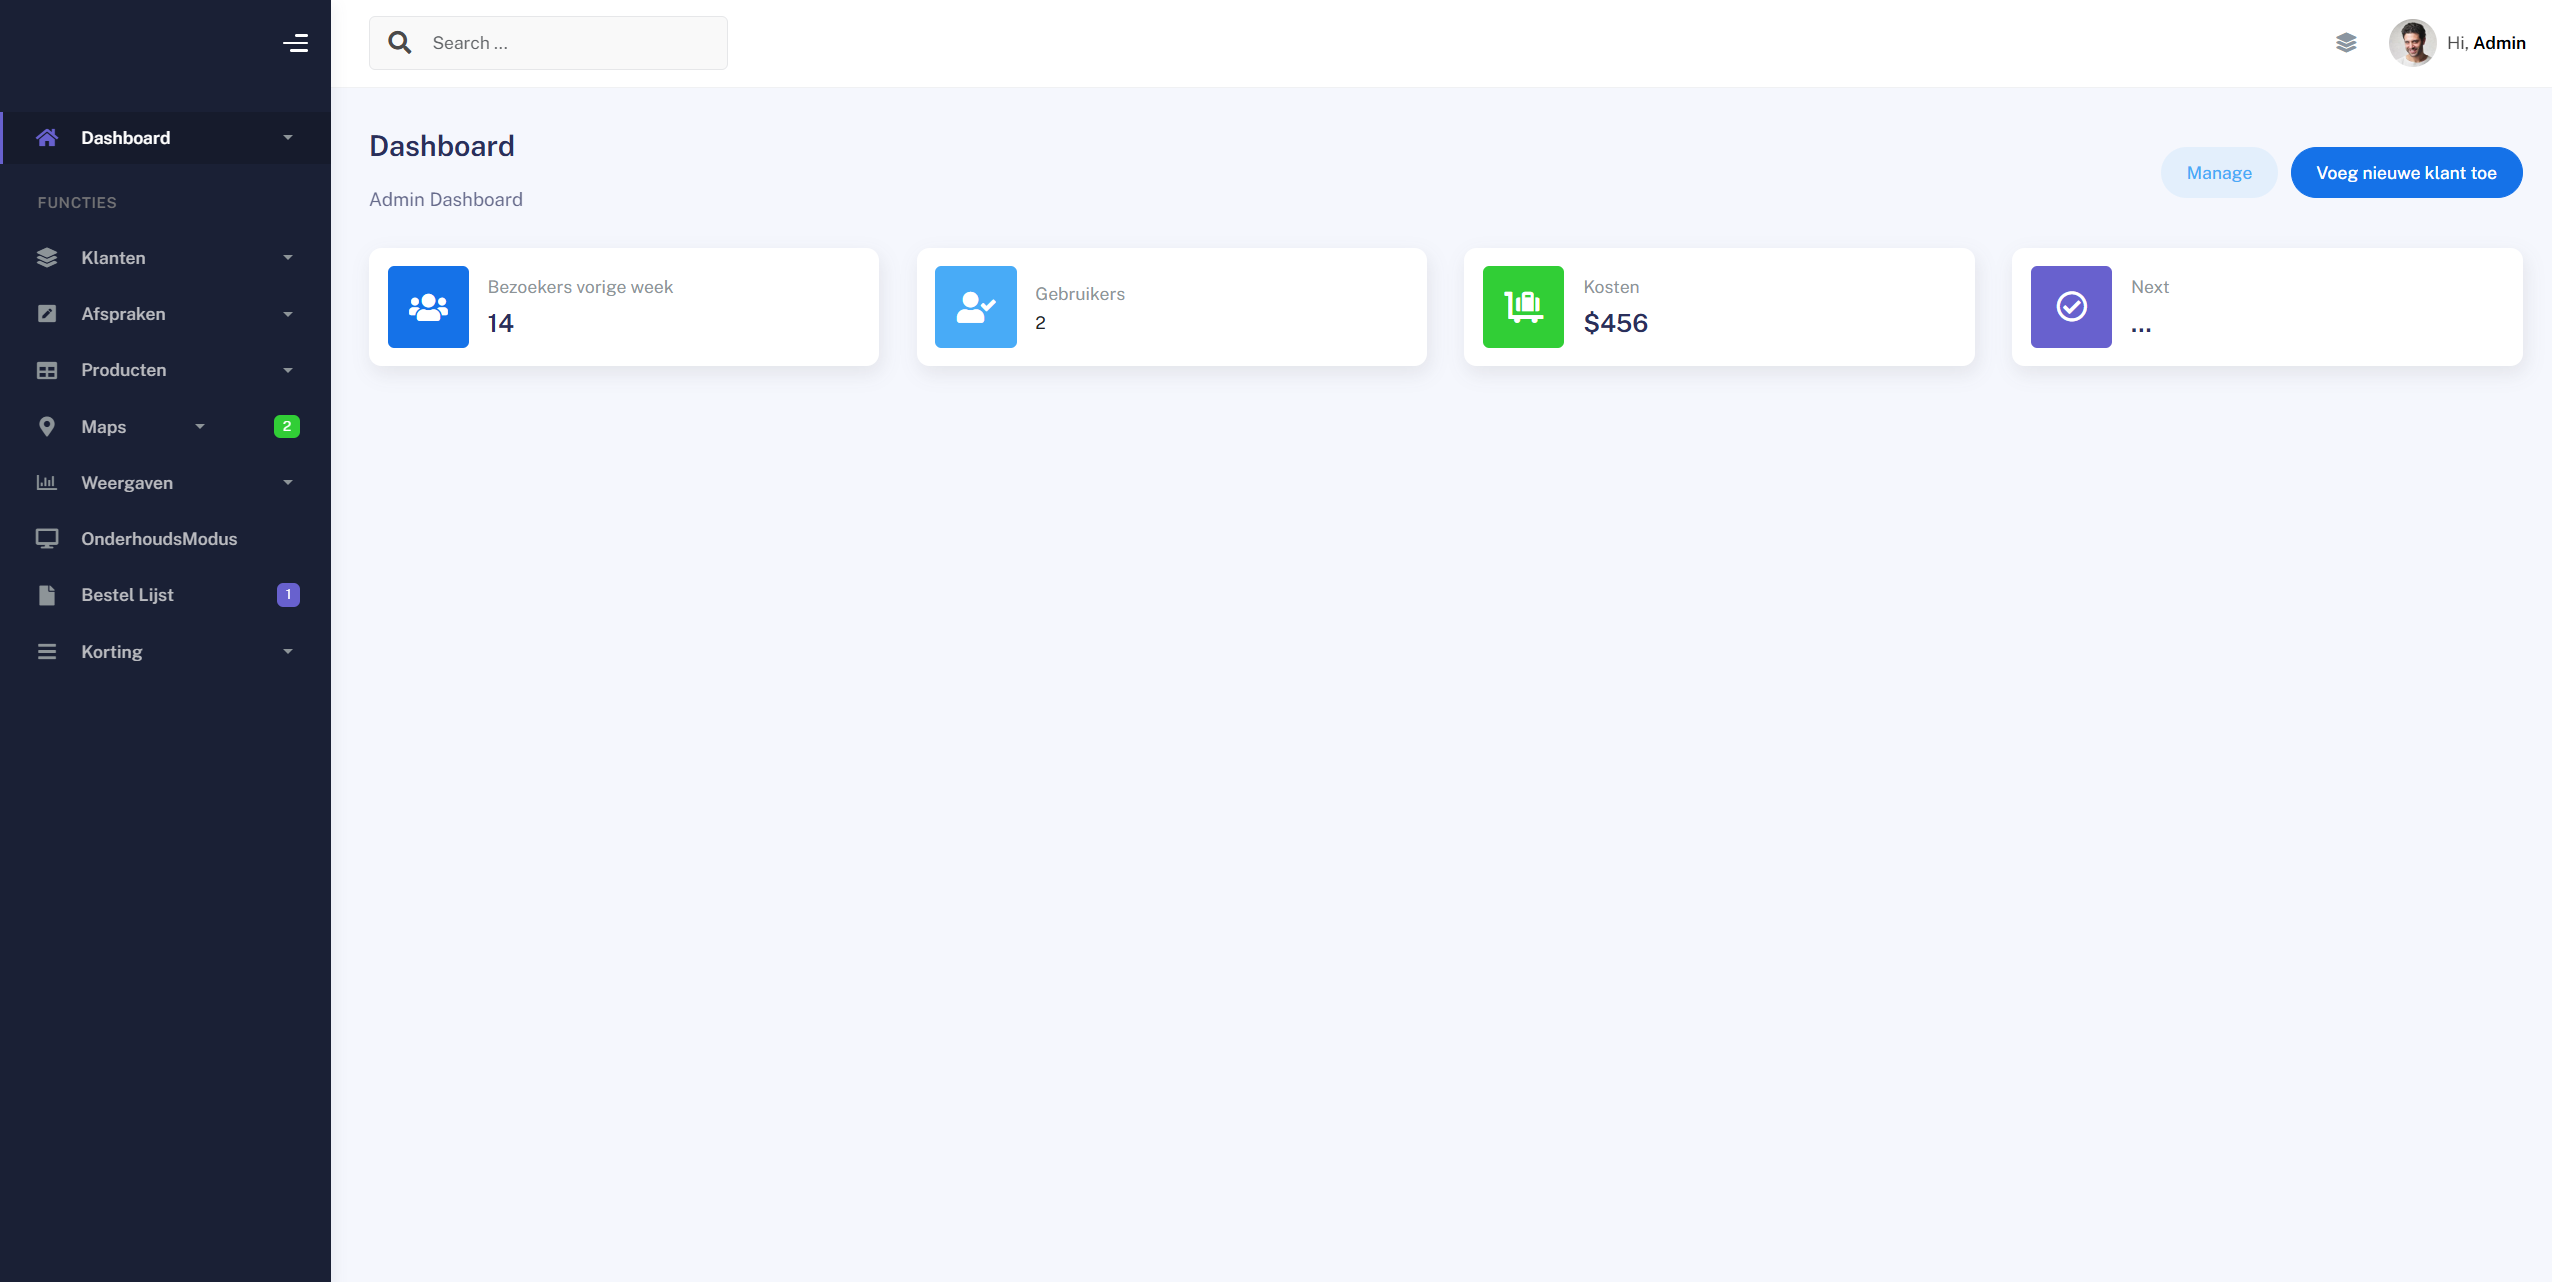 Search ...
Hi, Admin
Dashboard
FUNCTIES
Klanten
Afspraken
Producten
Maps 2
Weergaven
OnderhoudsModus
Bestel Lijst 1
Korting
Dashboard
Admin Dashboard
Manage
Voeg nieuwe klant toe
Bezoekers vorige week
14
Gebruikers
2
Kosten
$456
Next
...